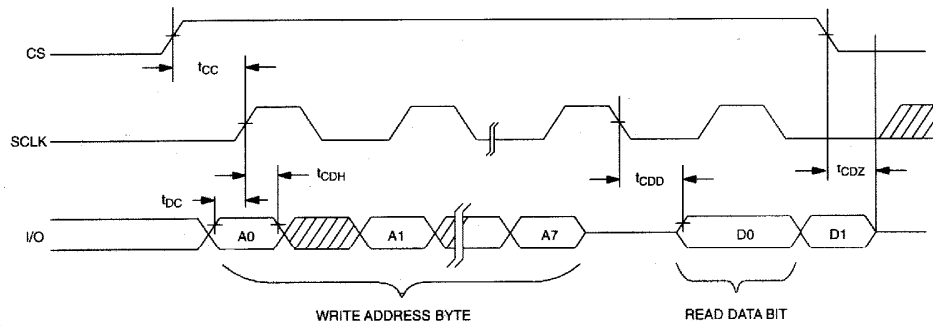 CS
tCC
SCLK
tCDH
tCDD
tCDZ
tDC
I/O
A0
A1
A7
D0
D1
WRITE ADDRESS BYTE
READ DATA BIT